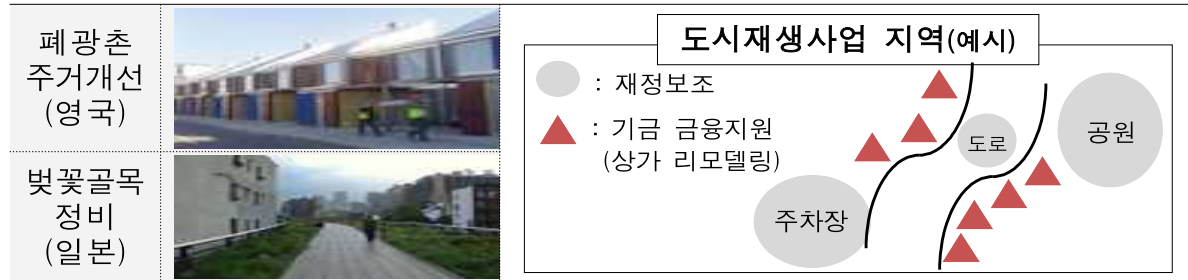 폐광촌
주거개선
(영국)
벚꽃골목
정비
(일본)
도시재생사업 지역(예시)
: 재정보조
: 기금 금융지원
(상가 리모델링)
도로
공원
주차장